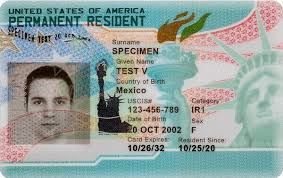 UNITED STATES OF AMERICA
PERMANENT RESIDENT
Surname
SPECIMEN
Given Name
TEST V
Country of Birth
Mexico
USCIS# Category
123-456-789 IR1
Date of Birth Sex
20 OCT 2002 F
Card Expires: Resident Since:
10/26/32 10/25/20